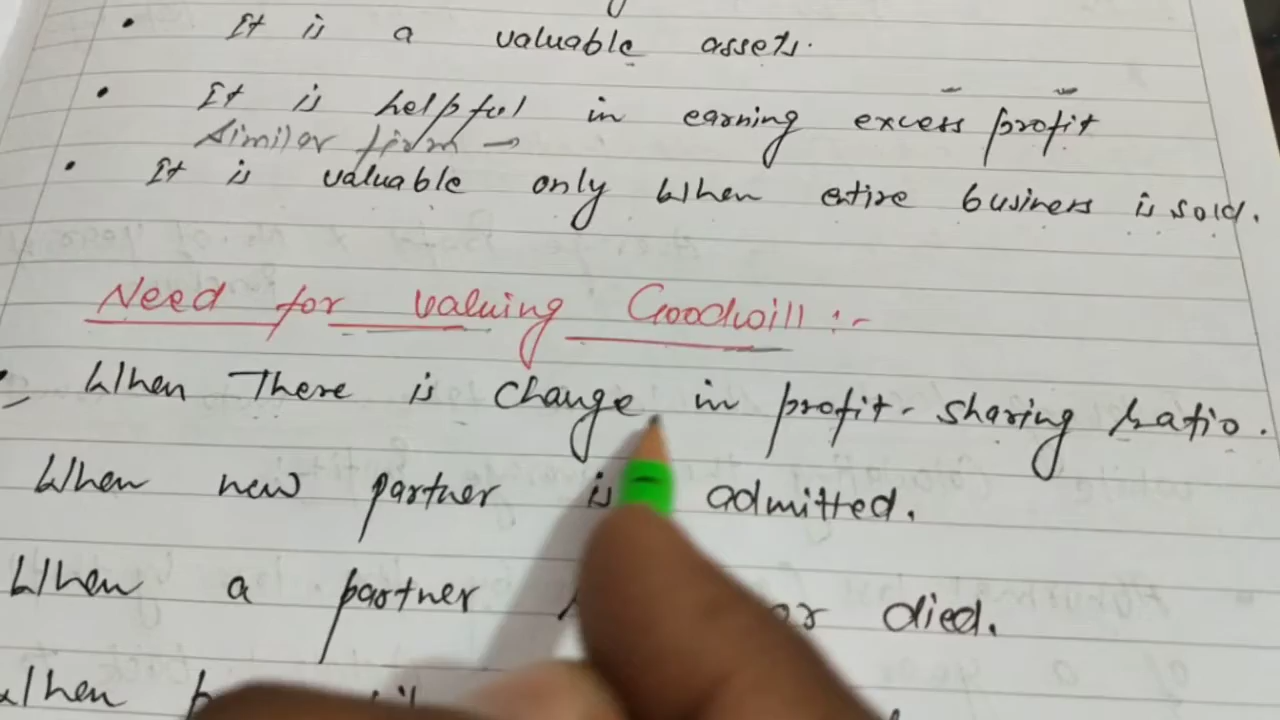 • It is a valuable assets.
• It is helpful in earning excess profit
similar firm →
• It is valuable only when entire business is sold.
Need for valuing Goodwill :-
• When There is change in profit-sharing ratio.
When new partner is admitted.
When a partner or died.
When